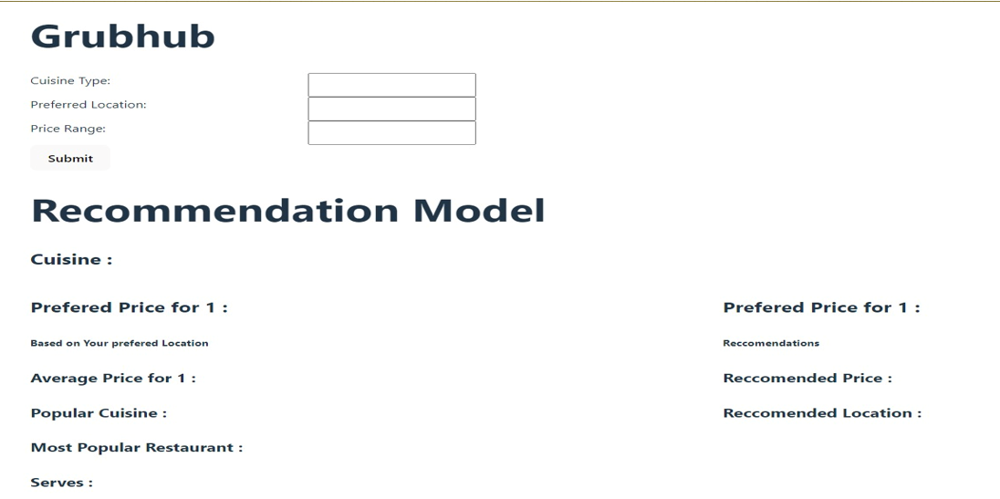 Grubhub
Cuisine Type:
Preferred Location:
Price Range:
Submit
Recommendation Model
Cuisine :
Prefered Price for 1 :
Prefered Price for 1 :
Based on Your prefered Location
Reccomendations
Average Price for 1 :
Reccomended Price :
Popular Cuisine :
Reccomended Location :
Most Popular Restaurant :
Serves :